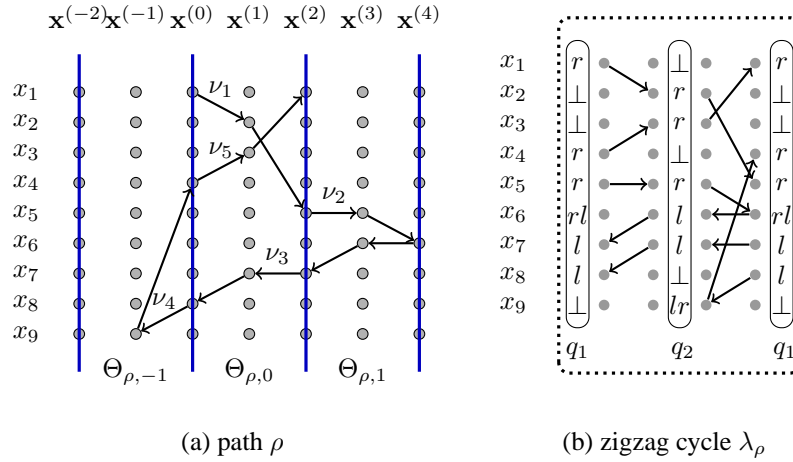 x^(-2) x^(-1) x^(0) x^(1) x^(2) x^(3) x^(4)
x₁ ν₁
x₂
x₃ ν₅
x₄
x₅ ν₂
x₆
x₇ ν₃
x₈ ν₄
x₉
Θρ,−1 Θρ,0 Θρ,1
(a) path ρ
x₁ r ⊥ r
x₂ ⊥ r ⊥
x₃ ⊥ r ⊥
x₄ r ⊥ r
x₅ r r r
x₆ rl l rl
x₇ l l l
x₈ l ⊥ l
x₉ ⊥ lr ⊥
q₁ q₂ q₁
(b) zigzag cycle λρ